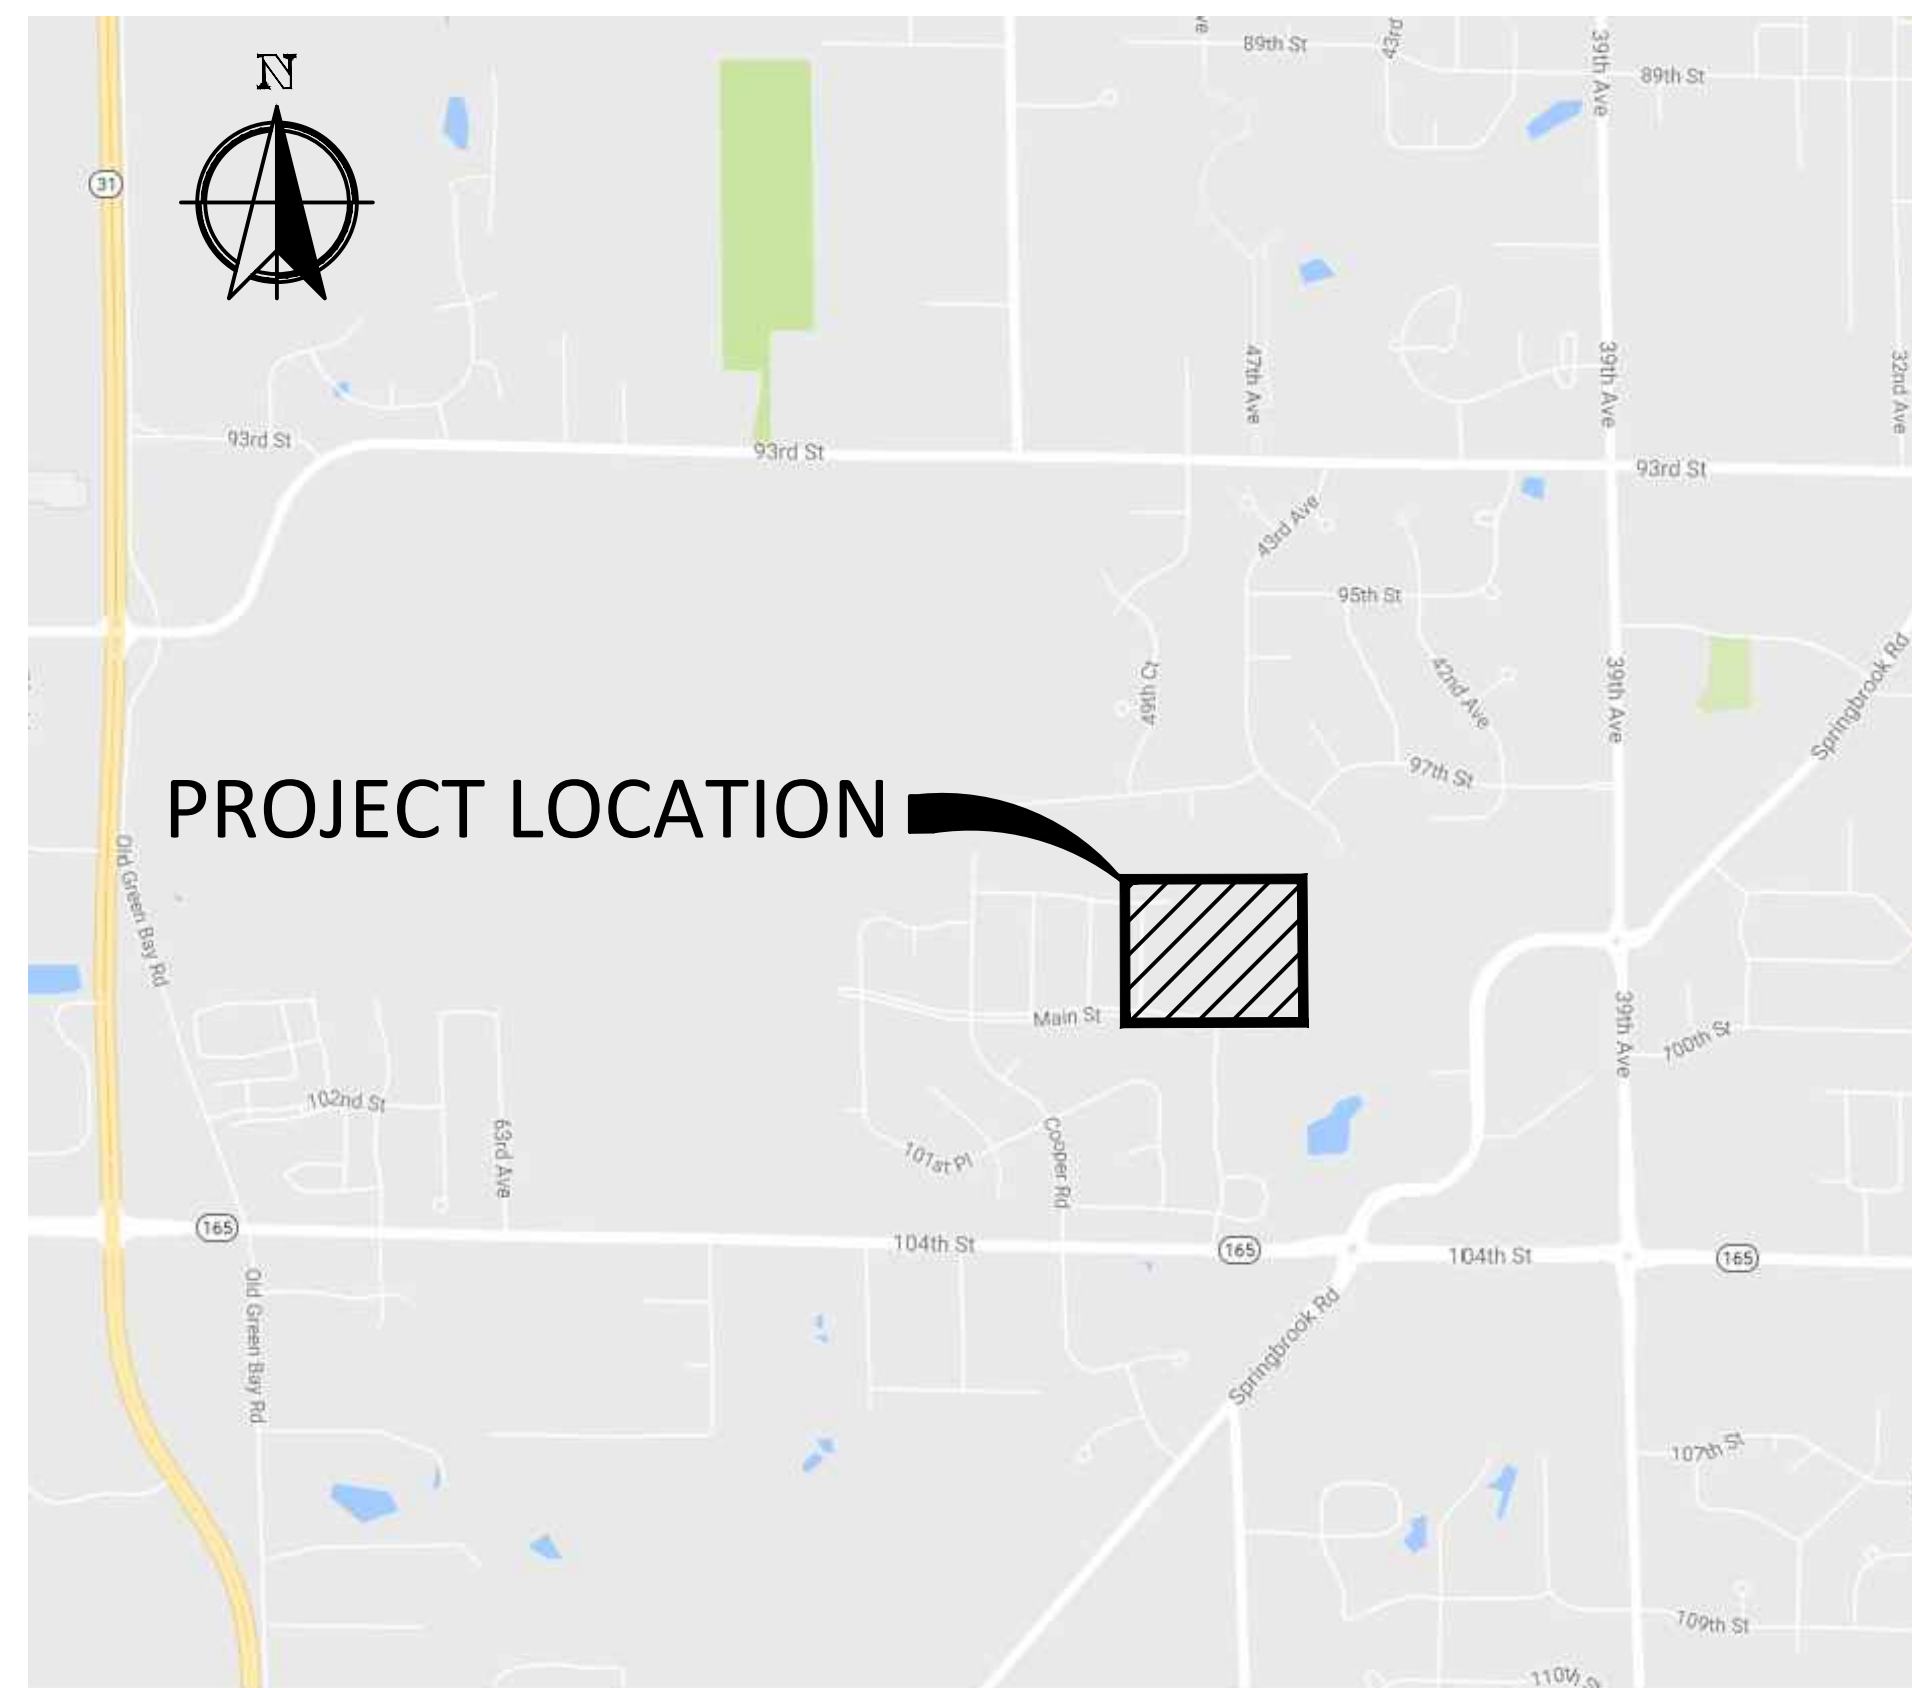 89th St
43rd
39th Ave
89th St
N
31
47th Ave
39th Ave
32nd Ave
93rd St
93rd St
93rd St
43rd Ave
95th St
49th Ct
42nd Ave
39th Ave
Springbrook Rd
97th St
PROJECT LOCATION
Old Green Bay Rd
Main St
39th Ave
100th St
102nd St
63rd Ave
101st Pl
Cooper Rd
165
104th St
165
104th St
165
Old Green Bay Rd
Springbrook Rd
107th St
109th St